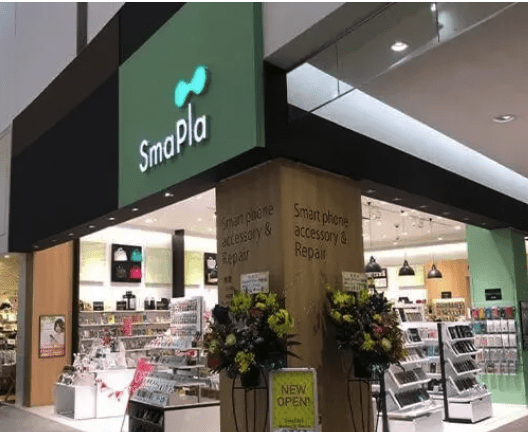 SmaPla
Smart phone
accessory &
Repair
Smart phone
accessory &
Repair
NEW
OPEN!